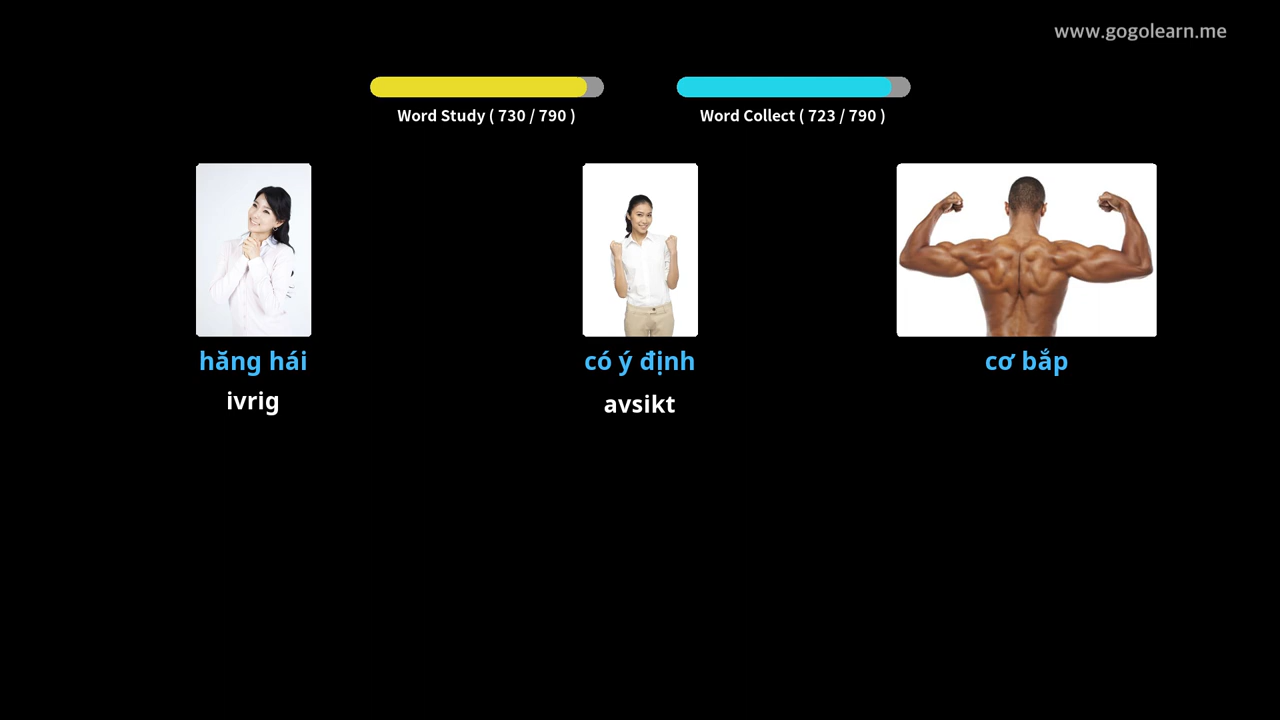 www.gogolearn.me
Word Study ( 730 / 790 )
Word Collect ( 723 / 790 )
hăng hái
có ý định
cơ bắp
ivrig
avsikt